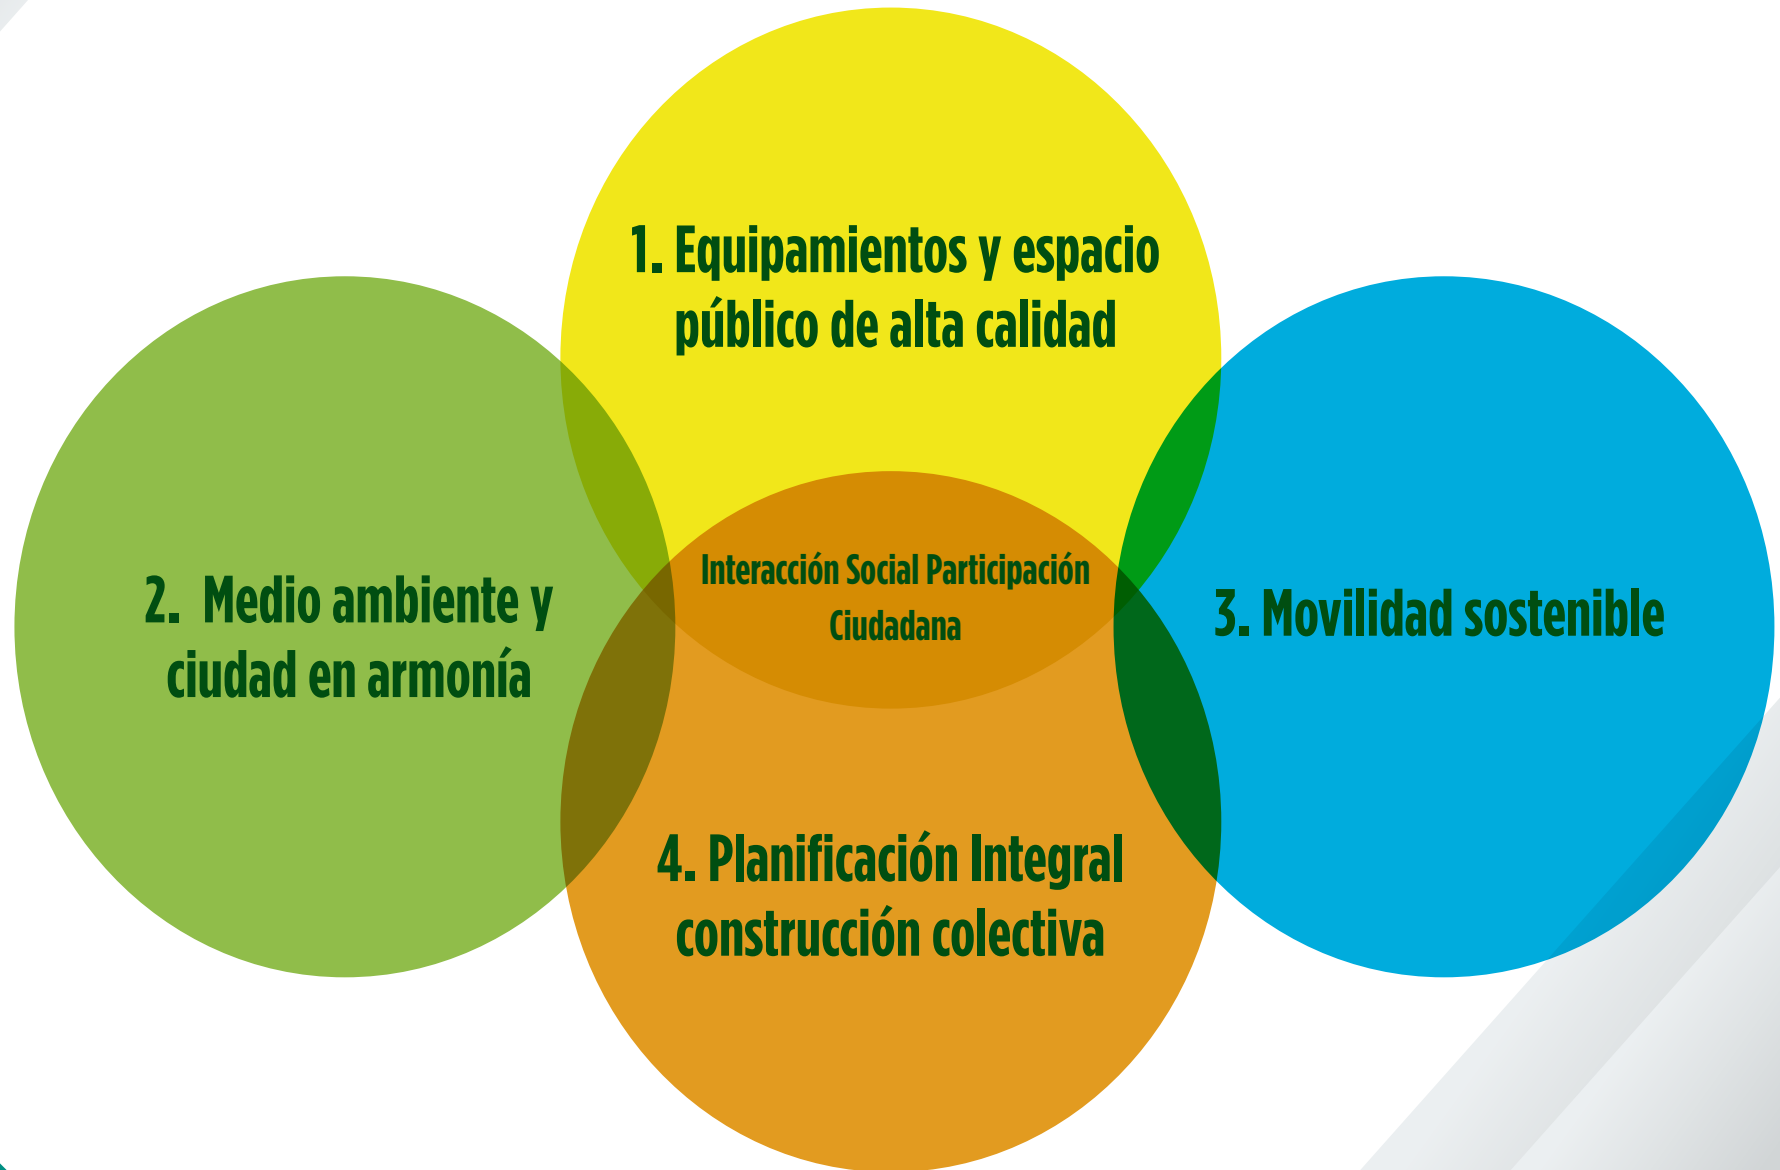 1. Equipamientos y espacio
público de alta calidad
Interacción Social Participación
Ciudadana
2. Medio ambiente y
ciudad en armonía
3. Movilidad sostenible
4. Planificación Integral
construcción colectiva